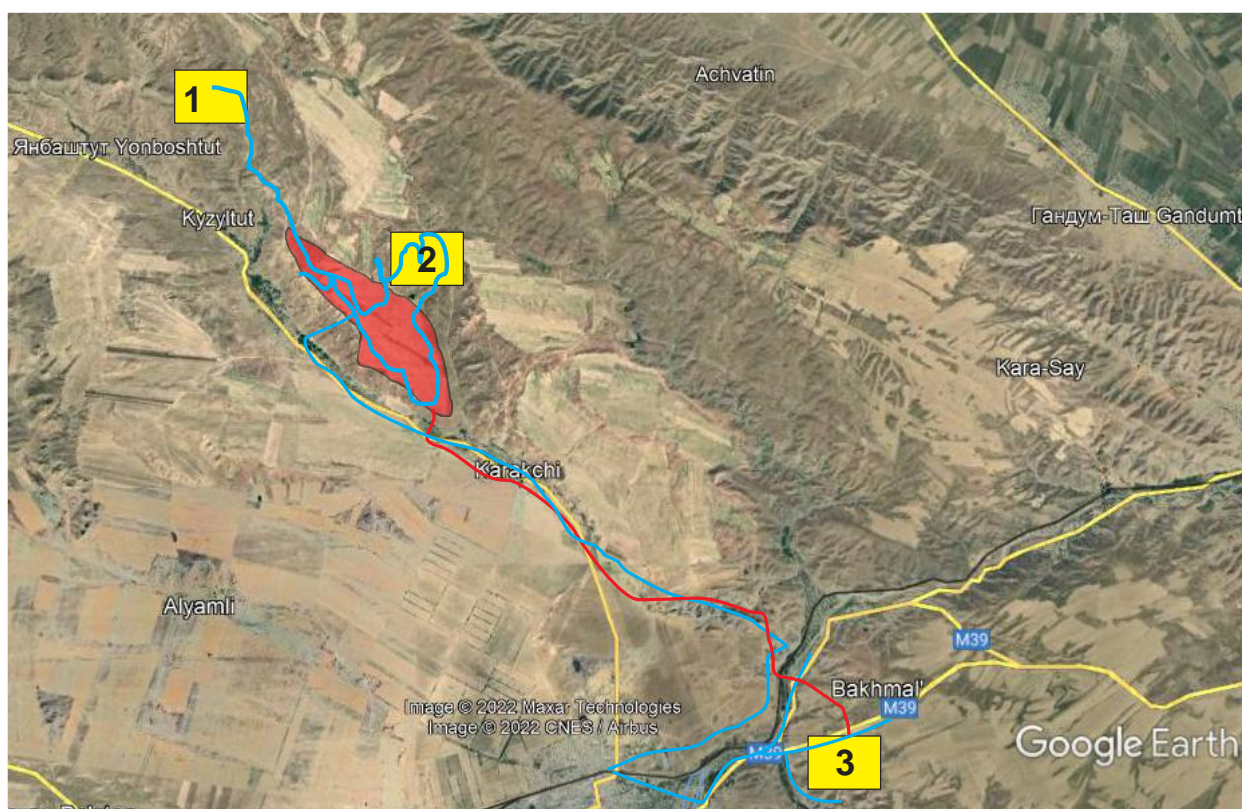 Achvatin
1
Янбаштут Yonboshtut
Kyzyltut
Гандум-Таш Gandumt
2
Kara-Say
Karakchi
Alyamli
M39
Bakhmal'
M39
Image © 2022 Maxar Technologies
Image © 2022 CNES / Airbus
Google Earth
M39
3